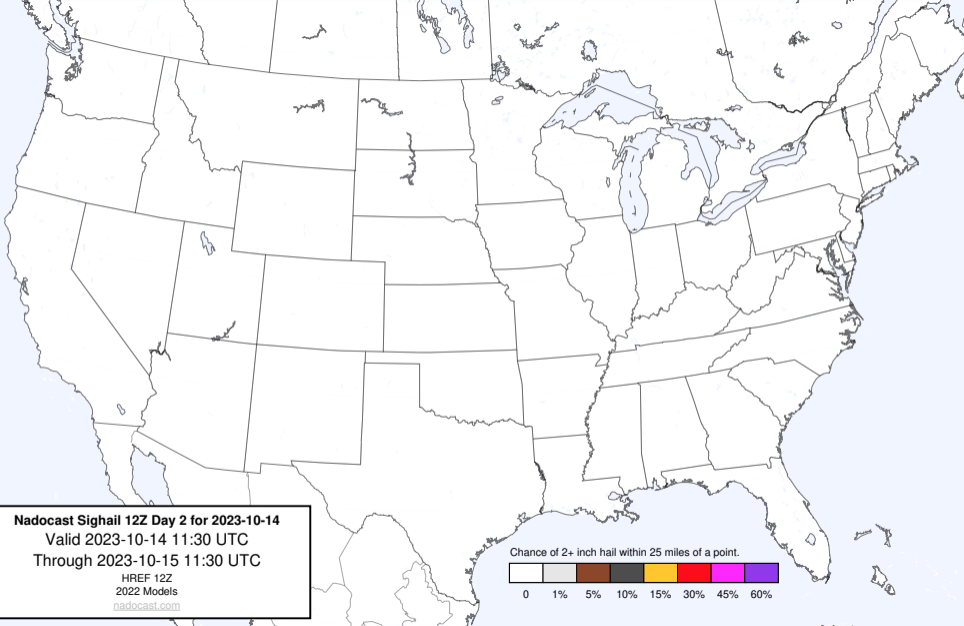 Nadocast Sighail 12Z Day 2 for 2023-10-14
Valid 2023-10-14 11:30 UTC
Through 2023-10-15 11:30 UTC
HREF 12Z
2022 Models
nadocast.com
Chance of 2+ inch hail within 25 miles of a point.
0 1% 5% 10% 15% 30% 45% 60%